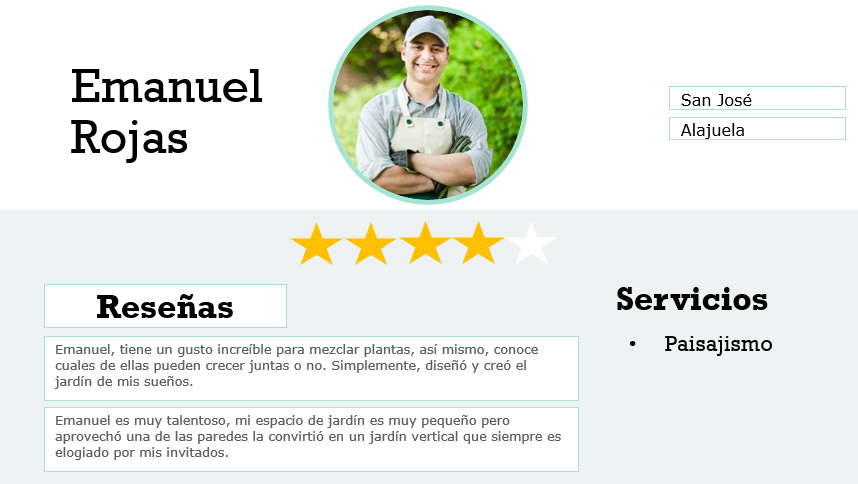 Emanuel
Rojas
San José
Alajuela
Reseñas
Emanuel, tiene un gusto increíble para mezclar plantas, así mismo, conoce
cuales de ellas pueden crecer juntas o no. Simplemente, diseñó y creó el
jardín de mis sueños.
Emanuel es muy talentoso, mi espacio de jardín es muy pequeño pero
aprovechó una de las paredes la convirtió en un jardín vertical que siempre es
elogiado por mis invitados.
Servicios
• Paisajismo